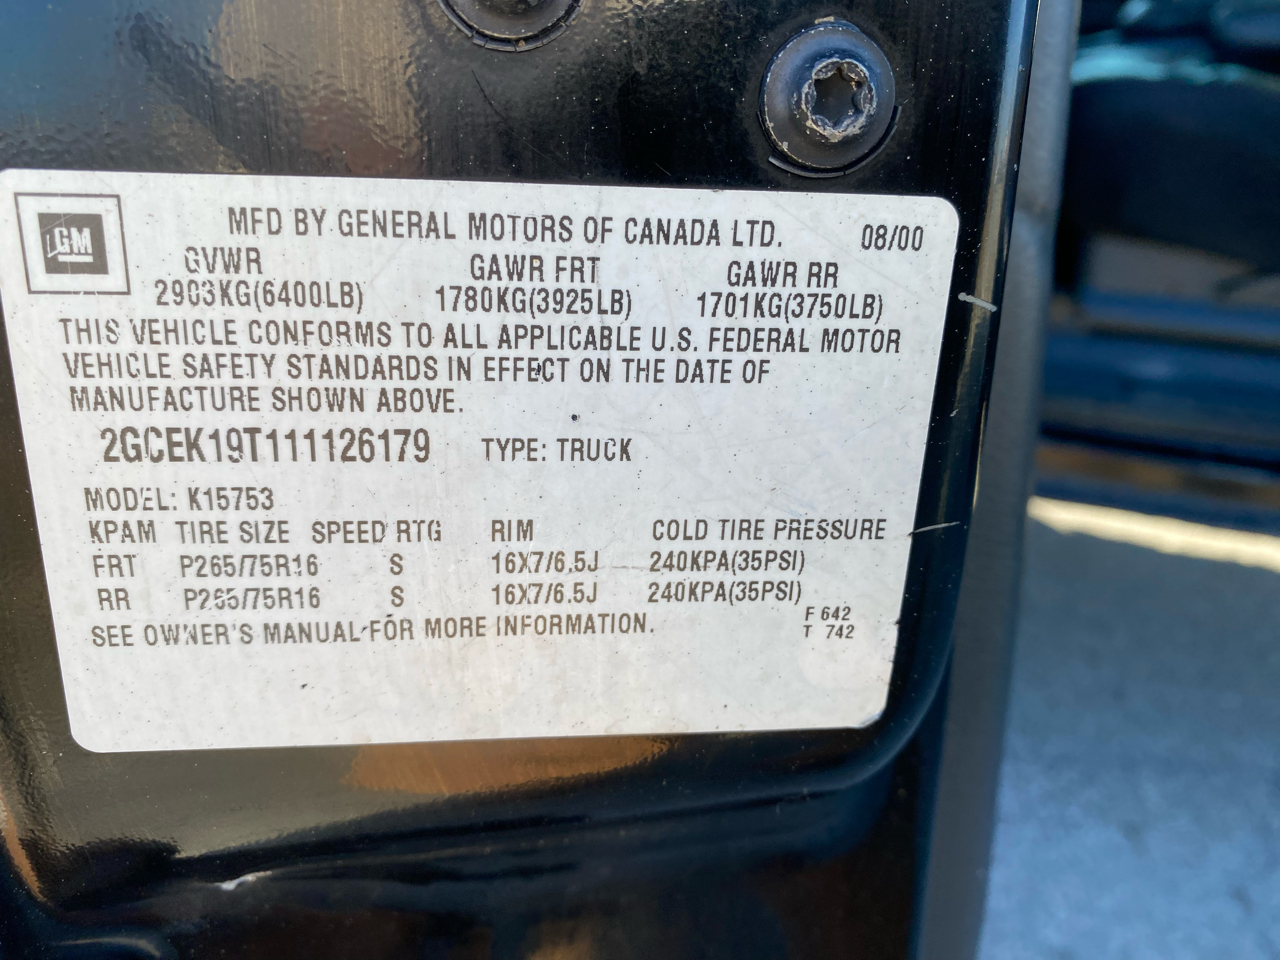 GM
MFD BY GENERAL MOTORS OF CANADA LTD. 08/00
GVWR GAWR FRT GAWR RR
2903KG(6400LB) 1780KG(3925LB) 1701KG(3750LB)
THIS VEHICLE CONFORMS TO ALL APPLICABLE U.S. FEDERAL MOTOR
VEHICLE SAFETY STANDARDS IN EFFECT ON THE DATE OF
MANUFACTURE SHOWN ABOVE.
2GCEK19T111126179 TYPE: TRUCK
MODEL: K15753
KPAM TIRE SIZE SPEED RTG RIM COLD TIRE PRESSURE
FRT P265/75R16 S 16X7/6.5J 240KPA(35PSI)
RR P265/75R16 S 16X7/6.5J 240KPA(35PSI)
SEE OWNER'S MANUAL FOR MORE INFORMATION. F 642
T 742